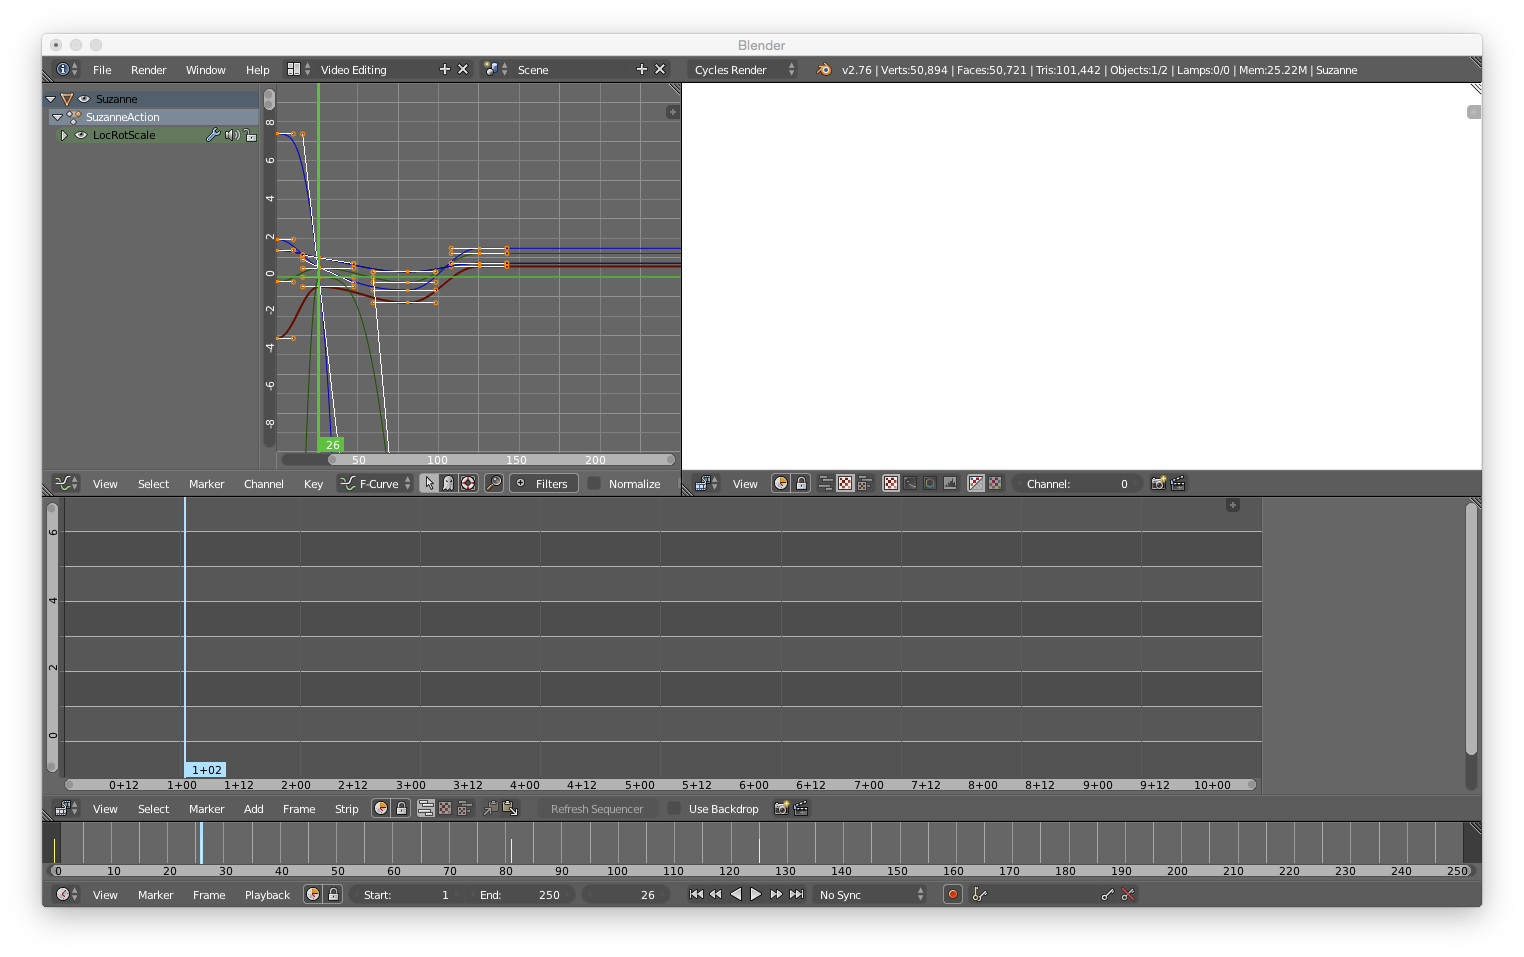 Blender
File Render Window Help Video Editing Scene Cycles Render v2.76 | Verts:50,894 | Faces:50,721 | Tris:101,442 | Objects:1/2 | Lamps:0/0 | Mem:25.22M | Suzanne
Suzanne
SuzanneAction
LocRotScale
8
6
4
2
0
-2
-4
-6
-8
26
50 100 150 200
View Select Marker Channel Key F-Curve Filters Normalize
View Channel: 0
6
4
2
0
1+02
0+12 1+00 1+12 2+00 2+12 3+00 3+12 4+00 4+12 5+00 5+12 6+00 6+12 7+00 7+12 8+00 8+12 9+00 9+12 10+00
View Select Marker Add Frame Strip Refresh Sequencer Use Backdrop
0 10 20 30 40 50 60 70 80 90 100 110 120 130 140 150 160 170 180 190 200 210 220 230 240 250
View Marker Frame Playback Start: 1 End: 250 26 No Sync